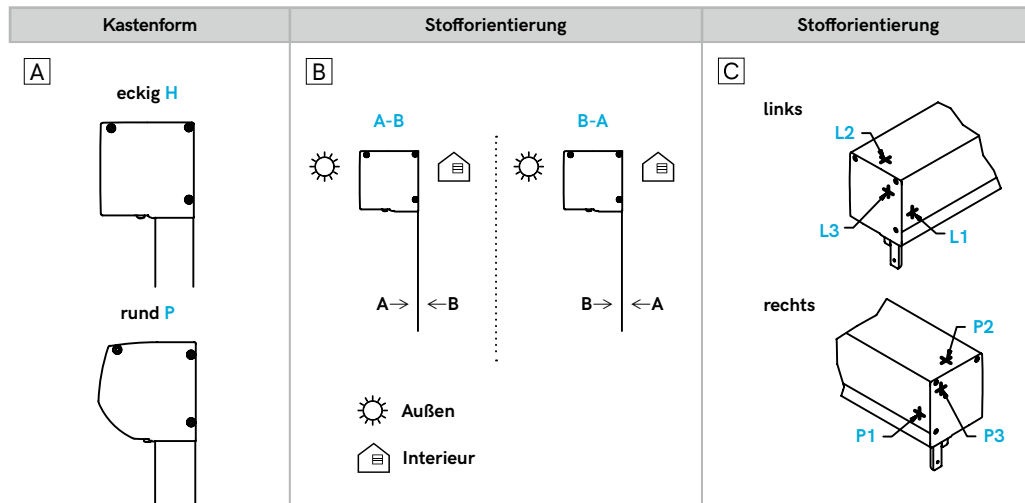 Kastenform
Stofforientierung
Stofforientierung
A
eckig H
rund P
B
A-B
B-A
A B
B A
Außen
Interieur
C
links
L2
L3
L1
rechts
P2
P1
P3